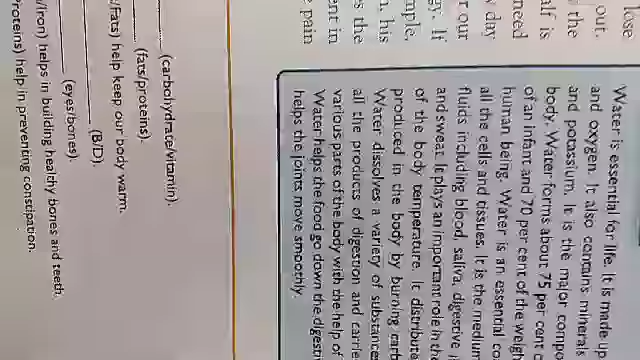 lose
out.
the
alf is
need
day
r our
gy. If
mple,
n, his
es the
ent in
e pain
Water is essential for life. It is made up
and oxygen. It also contains minerals
and potassium. It is the major compo
body. Water forms about 75 per cent
of an infant and 70 per cent of the weigh
human being. Water is an essential co
all the cells and tissues. It is the medium
fluids including blood, saliva, digestive
and sweat. It plays an important role in th
of the body temperature. It distribute
produced in the body by burning carb
Water dissolves a variety of substances
all the products of digestion and carrie
various parts of the body with the help of
Water helps the food go down the digesti
helps the joints move smoothly.
(carbohydrate/vitamin).
(fats/proteins).
/Fats) help keep our body warm.
(B/D).
(eyes/bones).
/Iron) helps in building healthy bones and teeth.
roteins) help in preventing constipation.